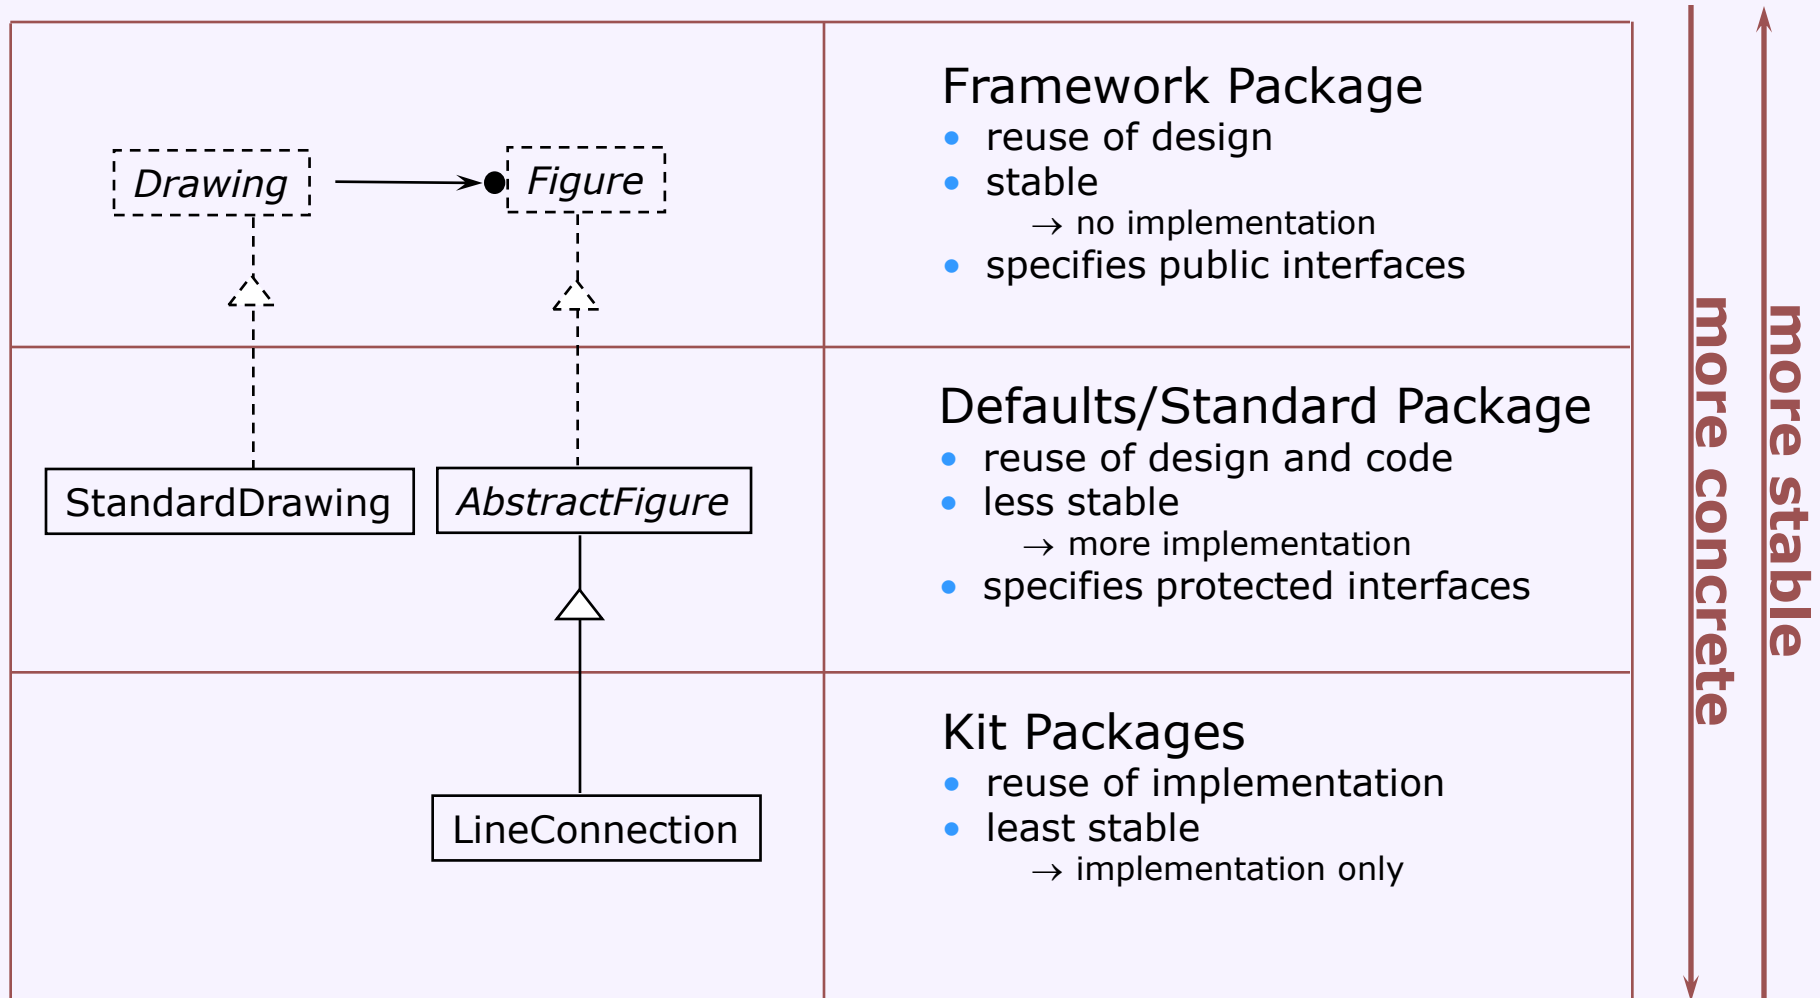 Drawing
Figure
Framework Package
• reuse of design
• stable
→ no implementation
• specifies public interfaces
StandardDrawing
AbstractFigure
Defaults/Standard Package
• reuse of design and code
• less stable
→ more implementation
• specifies protected interfaces
LineConnection
Kit Packages
• reuse of implementation
• least stable
→ implementation only
more concrete
more stable